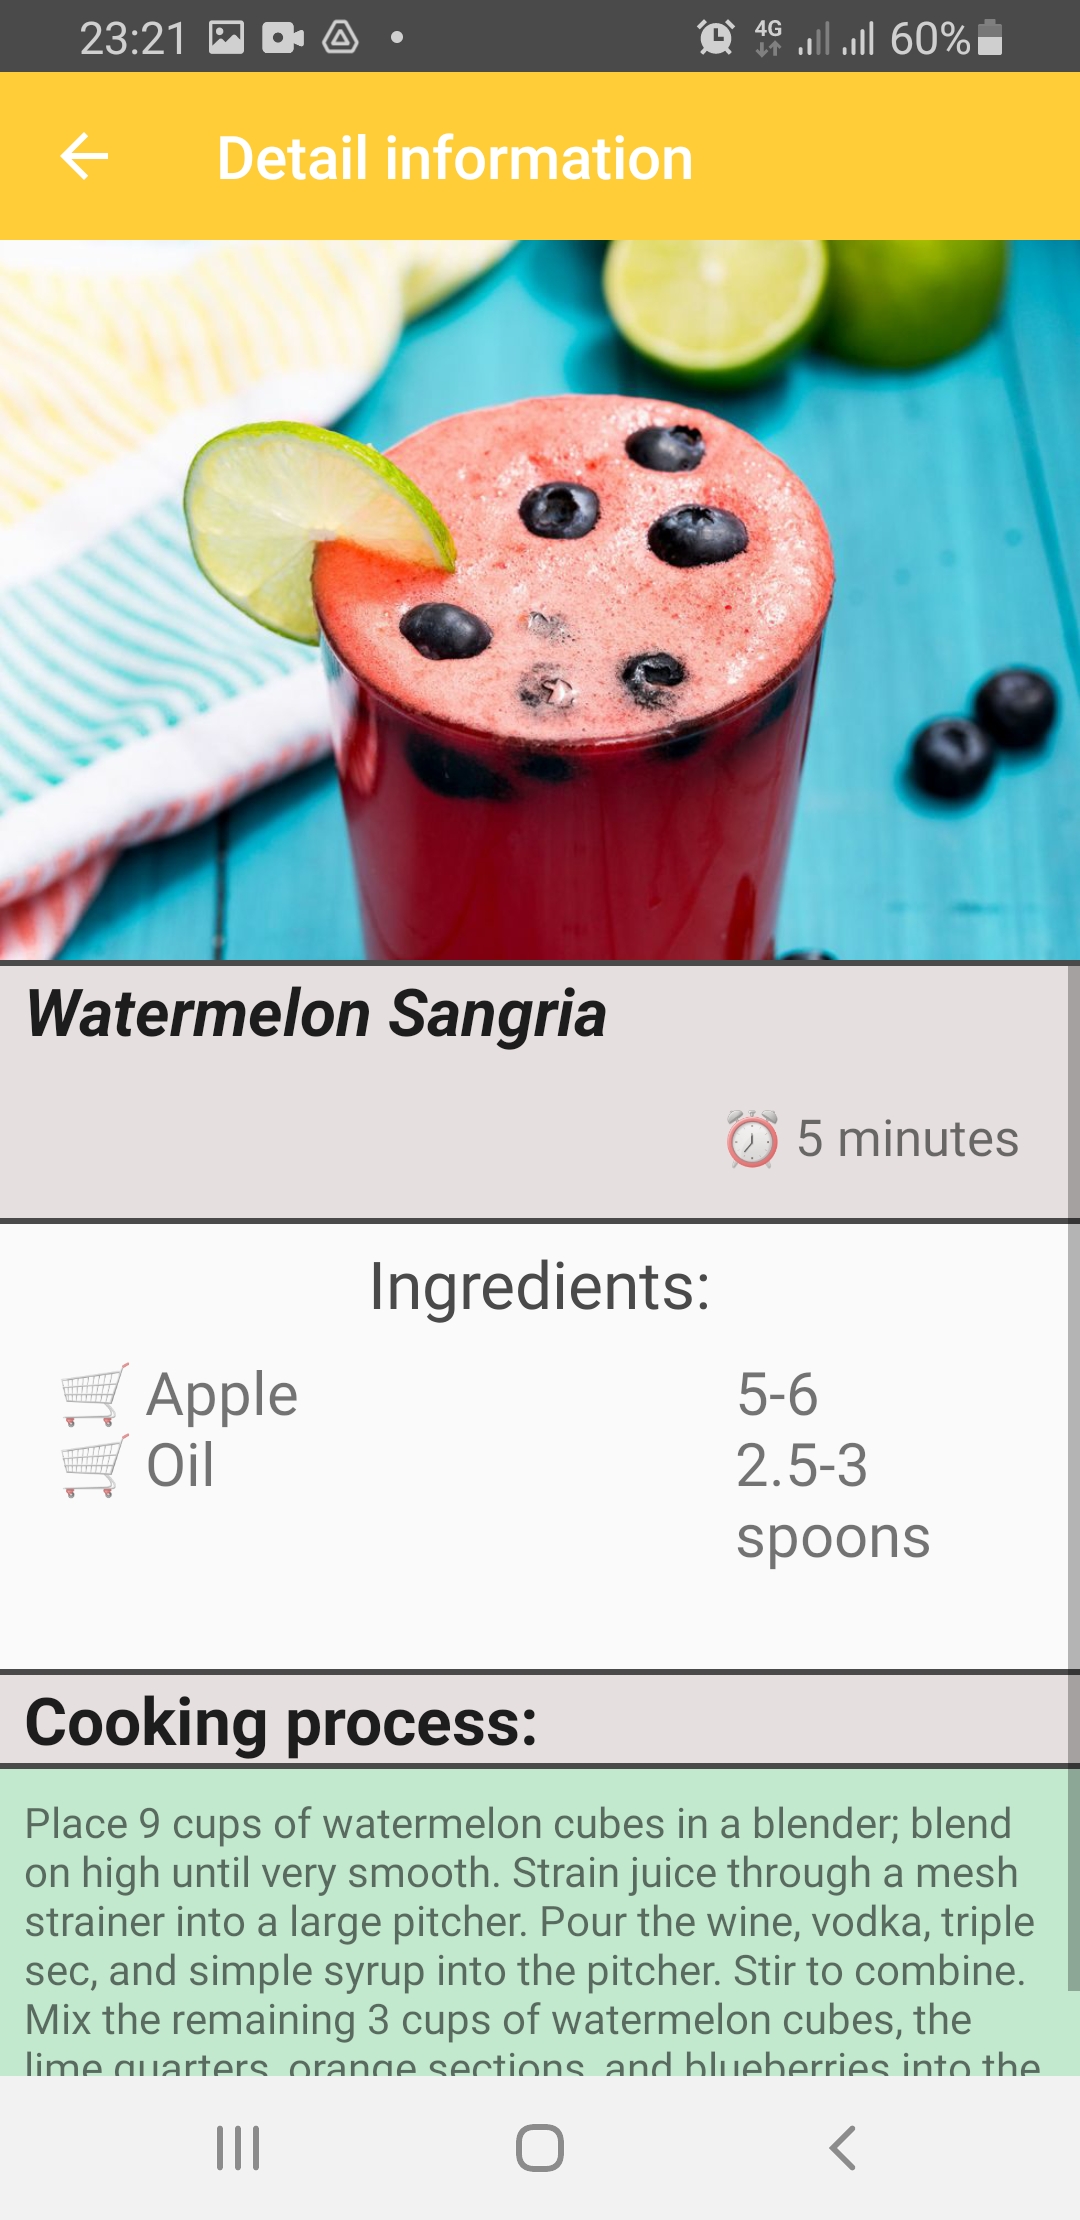 23:21 4G 60%
Detail information
Watermelon Sangria
5 minutes
Ingredients:
Apple 5-6
Oil 2.5-3
spoons
Cooking process:
Place 9 cups of watermelon cubes in a blender; blend
on high until very smooth. Strain juice through a mesh
strainer into a large pitcher. Pour the wine, vodka, triple
sec, and simple syrup into the pitcher. Stir to combine.
Mix the remaining 3 cups of watermelon cubes, the
lime quarters, orange sections, and blueberries into the